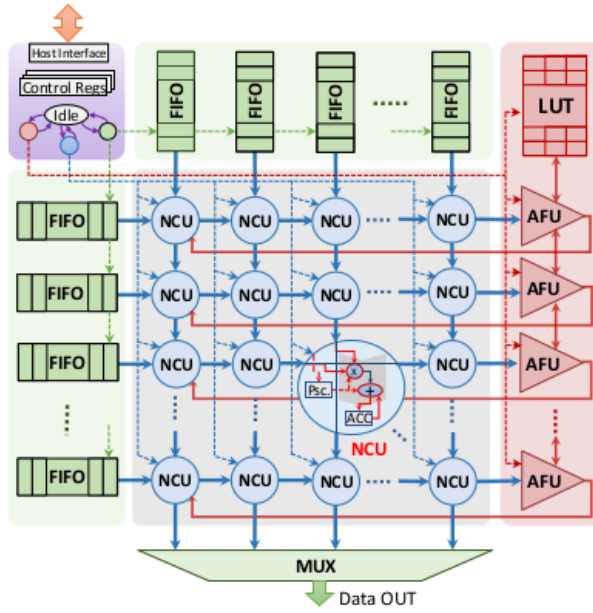 Host Interface
Control Regs
Idle
FIFO
FIFO
FIFO
FIFO
LUT
FIFO
NCU
NCU
NCU
NCU
AFU
FIFO
NCU
NCU
NCU
NCU
AFU
FIFO
NCU
NCU
NCU
AFU
x
Psc.
+
ACC
NCU
FIFO
NCU
NCU
NCU
NCU
AFU
MUX
Data OUT